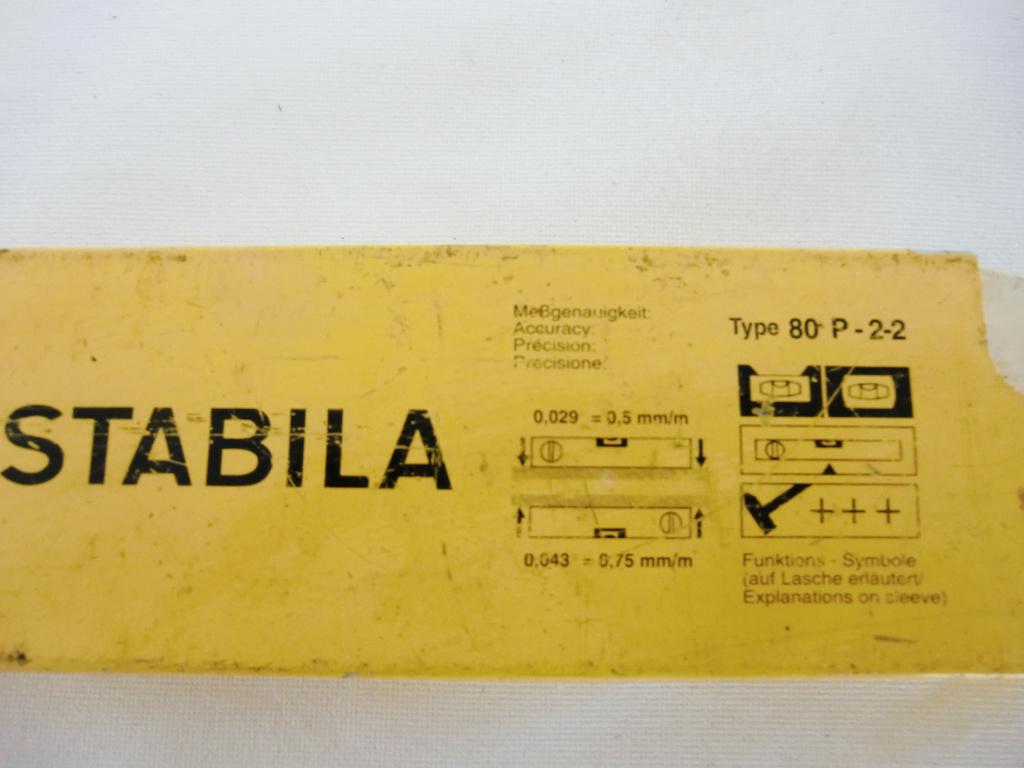 STABILA
Meßgenauigkeit:
Accuracy:
Précision:
Precisione:
0,029 = 0,5 mm/m
0,043 = 0,75 mm/m
Type 80 P - 2-2
+ + +
Funktions - Symbole
(auf Lasche erläutert/
Explanations on sleeve)